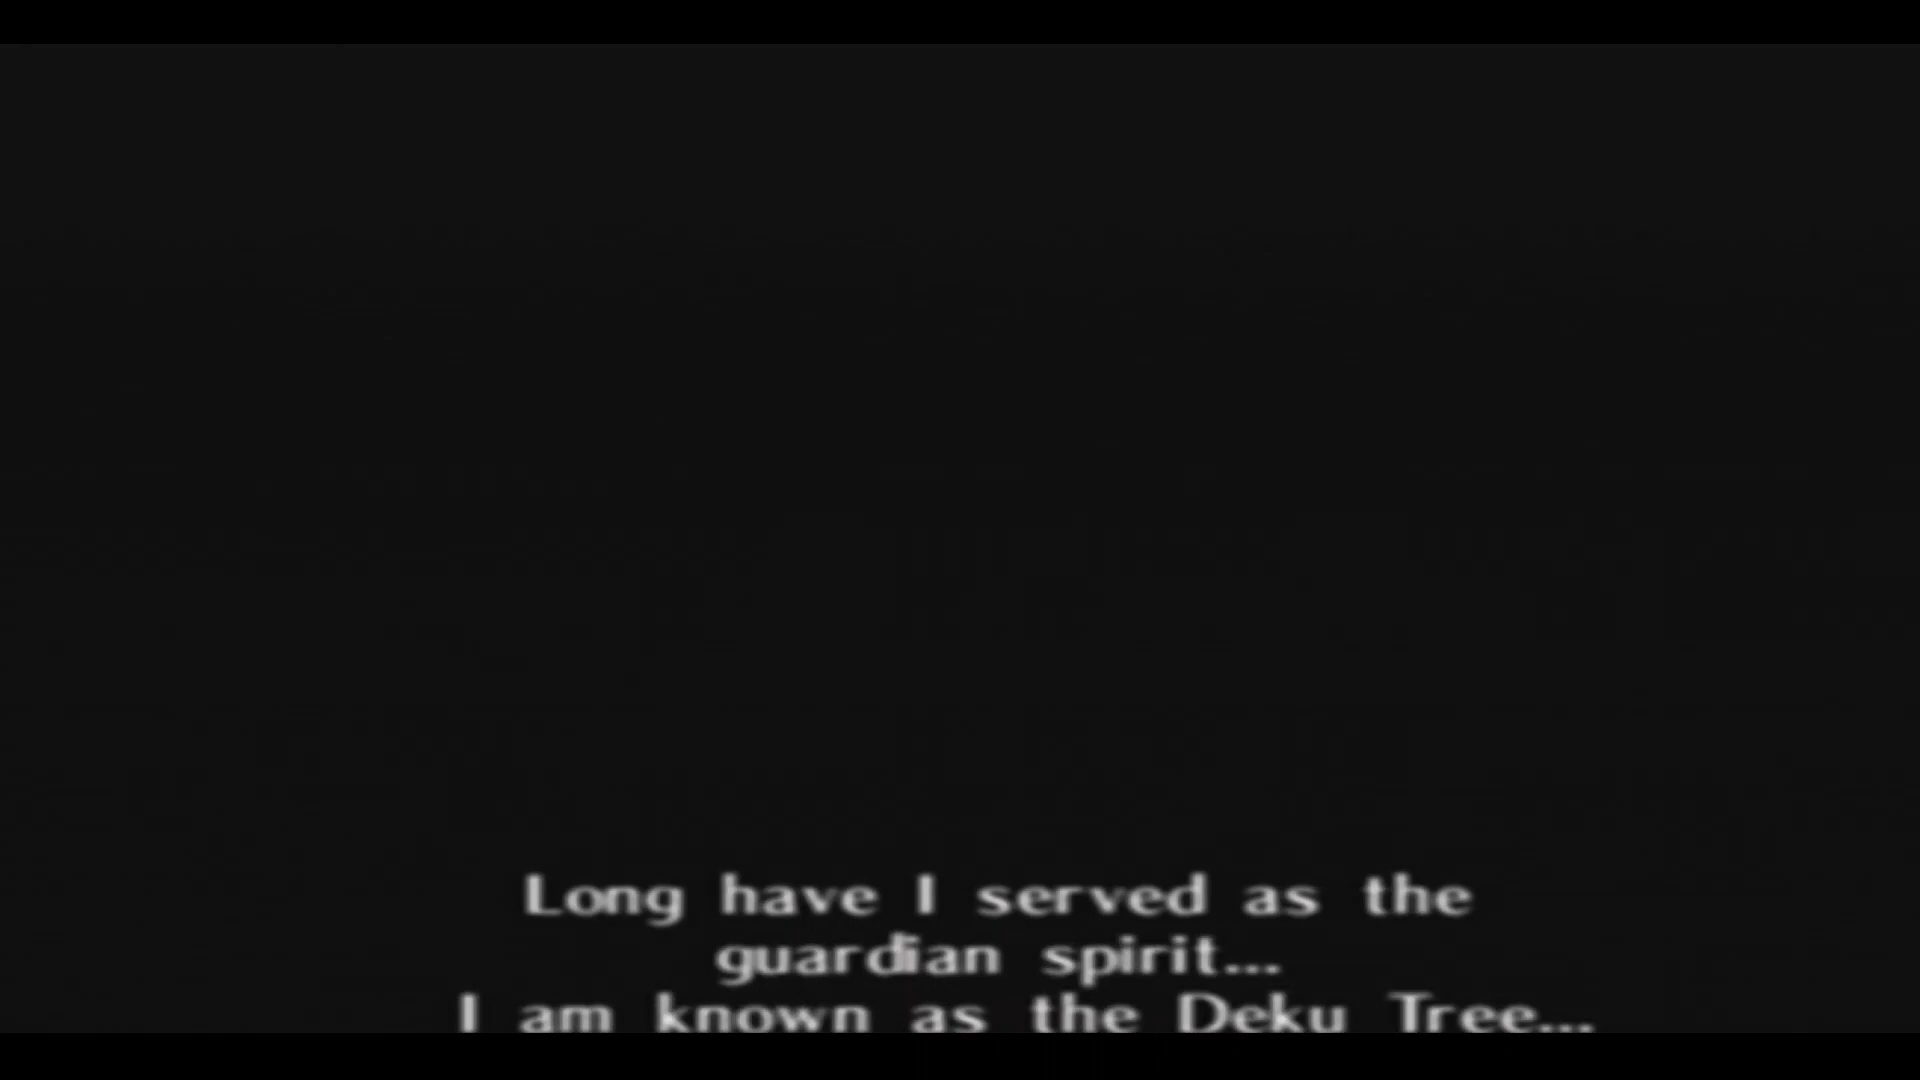 Long have I served as the
guardian spirit...
I am known as the Deku Tree...